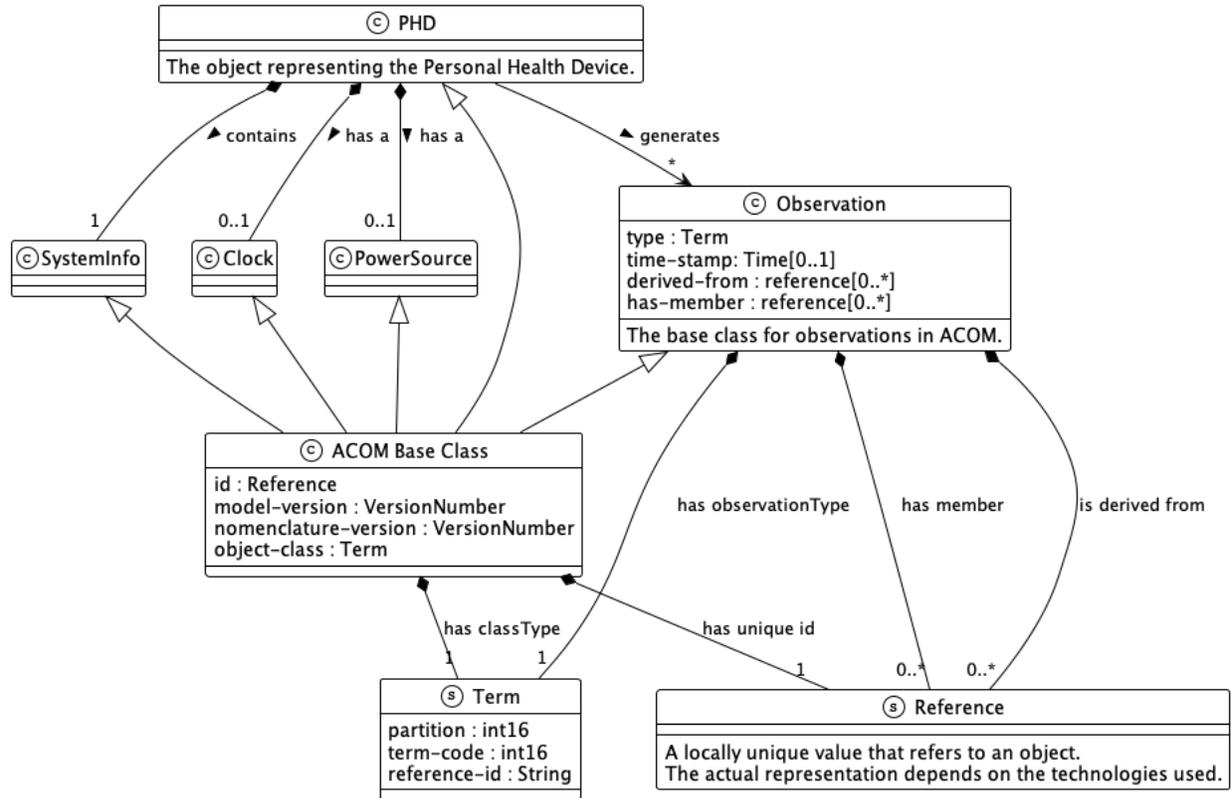 C PHD
The object representing the Personal Health Device.
contains
has a
has a
generates
*
1
0..1
0..1
C Observation
type : Term
time-stamp: Time[0..1]
derived-from : reference[0..*]
has-member : reference[0..*]
The base class for observations in ACOM.
C SystemInfo
C Clock
C PowerSource
C ACOM Base Class
id : Reference
model-version : VersionNumber
nomenclature-version : VersionNumber
object-class : Term
has observationType
has member
is derived from
has classType
has unique id
1
1
1
0..*
0..*
S Term
partition : int16
term-code : int16
reference-id : String
S Reference
A locally unique value that refers to an object.
The actual representation depends on the technologies used.